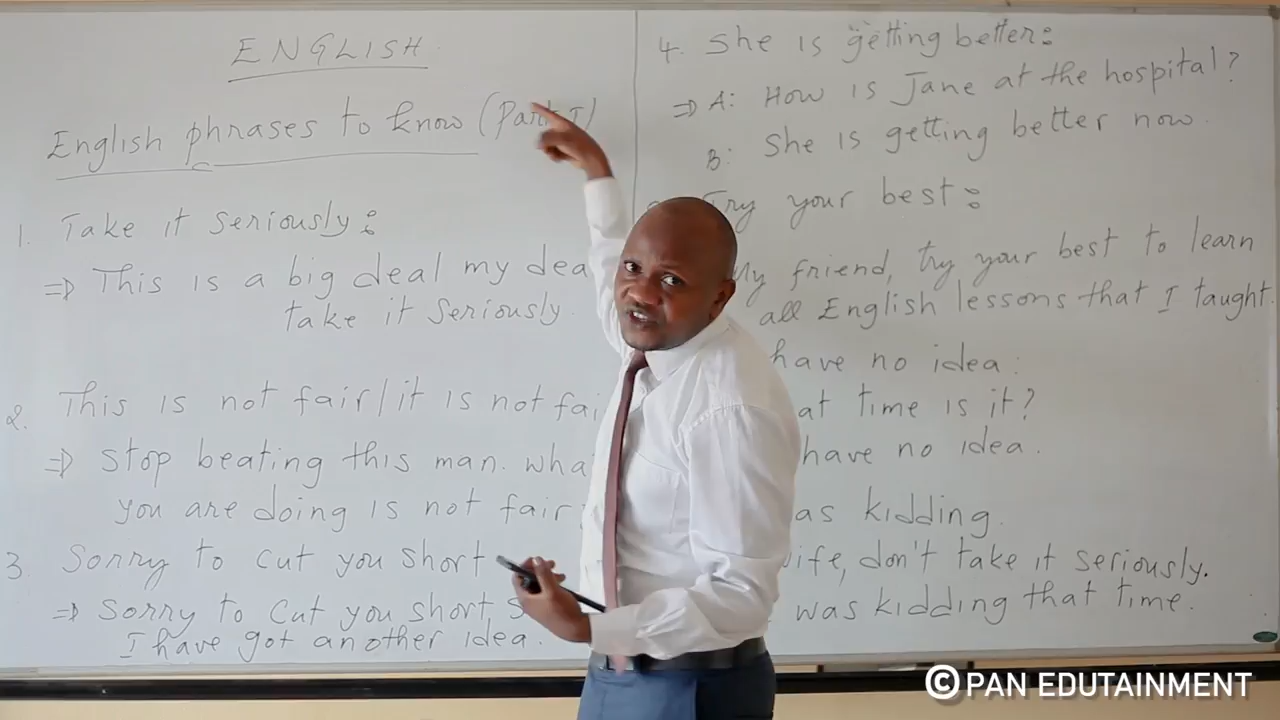 ENGLISH
English phrases to know (Part I)
1. Take it seriously:
⇒ This is a big deal my dea
take it seriously
2. This is not fair/it is not fai
⇒ Stop beating this man. wha
you are doing is not fair
3. Sorry to cut you short
⇒ Sorry to cut you short, s
I have got another idea.
4. She is getting better:
⇒ A: How is Jane at the hospital?
B: She is getting better now.
Try your best:
My friend, try your best to learn
all English lessons that I taught
have no idea:
at time is it?
have no idea.
as kidding.
ife, don't take it seriously.
was kidding that time.
©PAN EDUTAINMENT